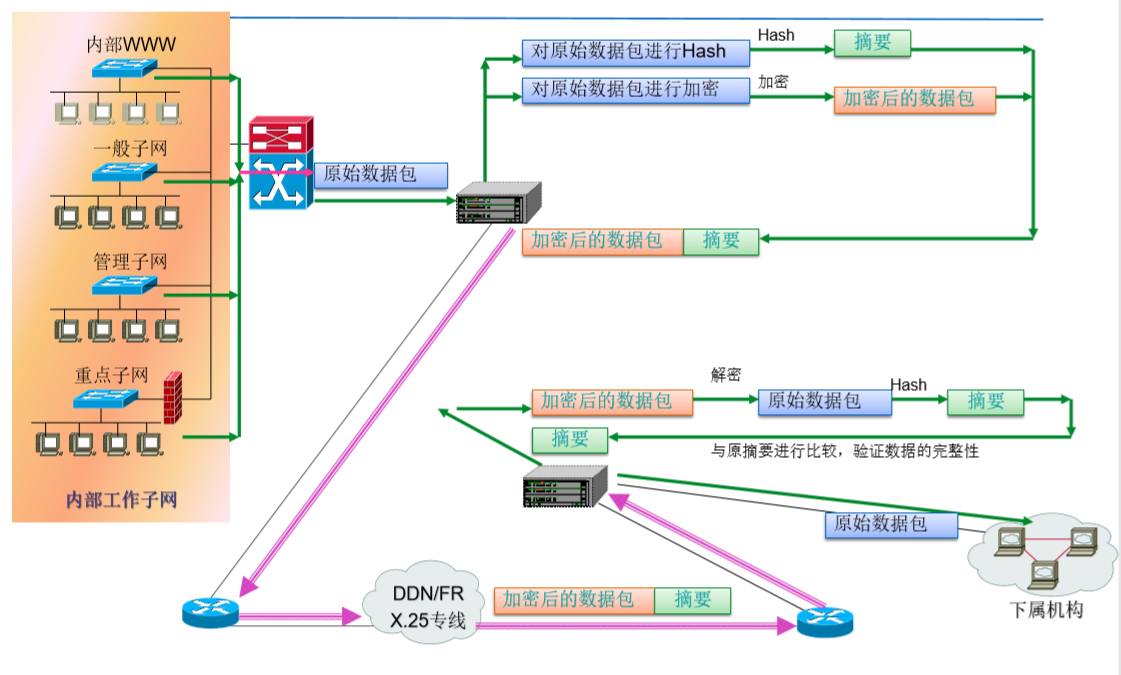 内部WWW
一般子网
管理子网
重点子网
内部工作子网
原始数据包
对原始数据包进行Hash
Hash
摘要
对原始数据包进行加密
加密
加密后的数据包
加密后的数据包
摘要
加密后的数据包
解密
原始数据包
Hash
摘要
摘要
与原摘要进行比较，验证数据的完整性
原始数据包
下属机构
DDN/FR
X.25专线
加密后的数据包
摘要